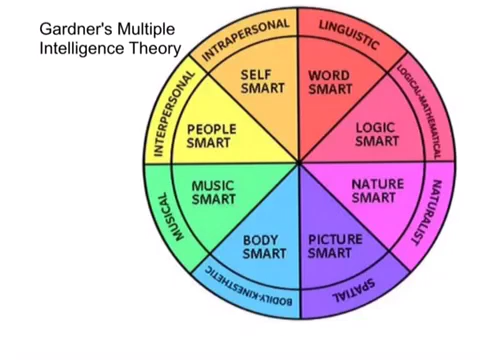 Gardner's Multiple
Intelligence Theory
INTRAPERSONAL
LINGUISTIC
LOGICAL-MATHEMATICAL
NATURALIST
SPATIAL
BODILY-KINESTHETIC
MUSICAL
INTERPERSONAL
SELF
SMART
WORD
SMART
LOGIC
SMART
NATURE
SMART
PICTURE
SMART
BODY
SMART
MUSIC
SMART
PEOPLE
SMART